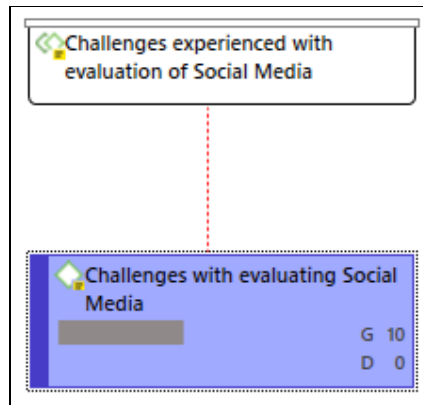 Challenges experienced with
evaluation of Social Media
Challenges with evaluating Social
Media
G 10
D 0